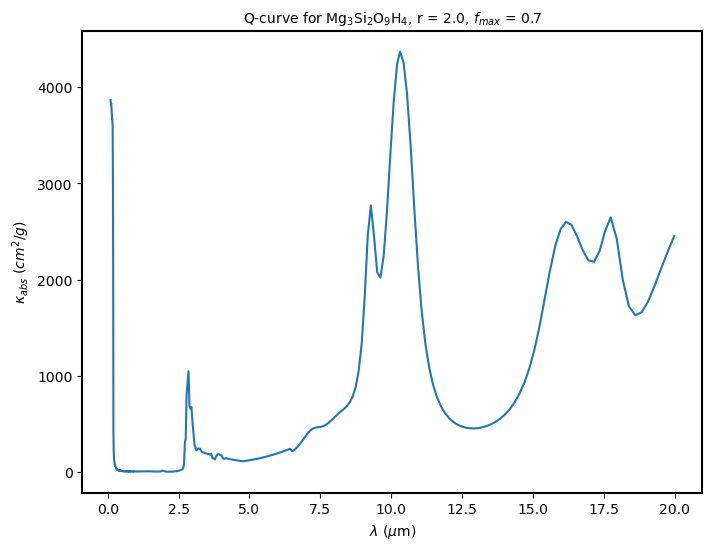 Q-curve for Mg₃Si₂O₉H₄, r = 2.0, fₘₐₓ = 0.7
4000
3000
2000
1000
0
κₐbₛ (cm²/g)
0.0 2.5 5.0 7.5 10.0 12.5 15.0 17.5 20.0
λ (μm)